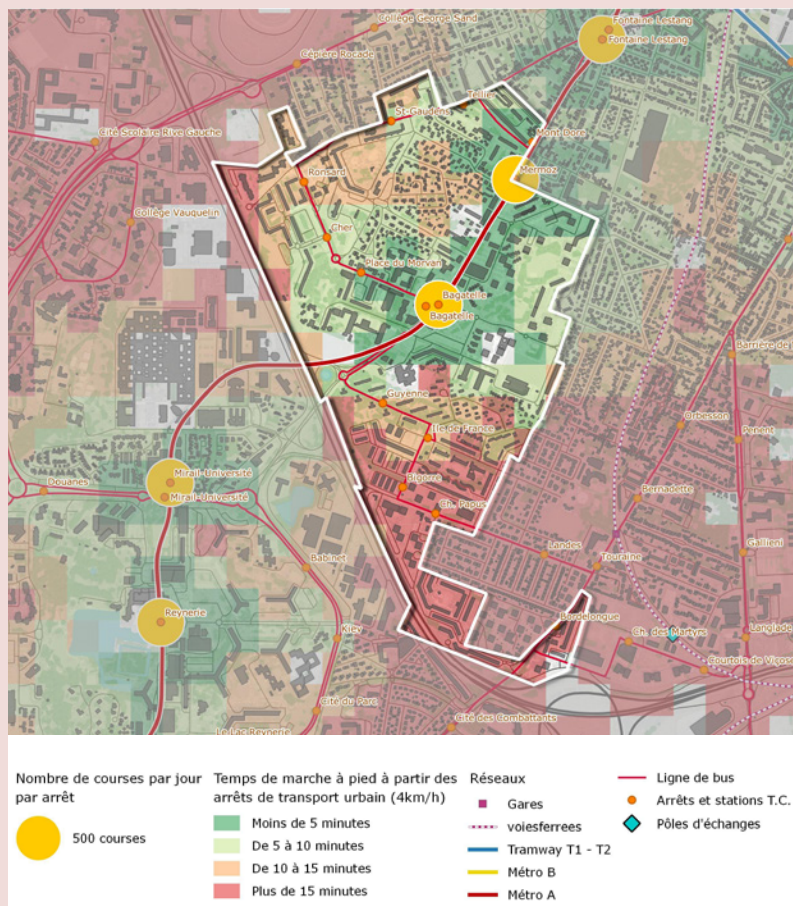 Collège George Sand
Fontaine Lestang
Fontaine Lestang
Cépière Rocade
Tellier
St-Gaudens
Cité Scolaire Rive Gauche
Mont Dore
Ronsard
Mermoz
Collège Vauquelin
Cher
Place du Morvan
Bagatelle
Bagatelle
Barrière de
Guyenne
Orbesson
Ile de France
Penent
Mirail-Université
Bigorre
Douanes
Mirail-Université
Bernadette
Ch. Papus
Landes
Gallieni
Babinet
Touraine
Reynerie
Bordelongue
Kiev
Ch. des Martyrs
Langlade
Courtois de Viçose
Cité du Parc
Cité des Combattants
Le Lac Reynerie
Nombre de courses par jour
par arrêt
500 courses
Temps de marche à pied à partir des
arrêts de transport urbain (4km/h)
Moins de 5 minutes
De 5 à 10 minutes
De 10 à 15 minutes
Plus de 15 minutes
Réseaux
Gares
voiesferrees
Tramway T1 - T2
Métro B
Métro A
Ligne de bus
Arrêts et stations T.C.
Pôles d'échanges